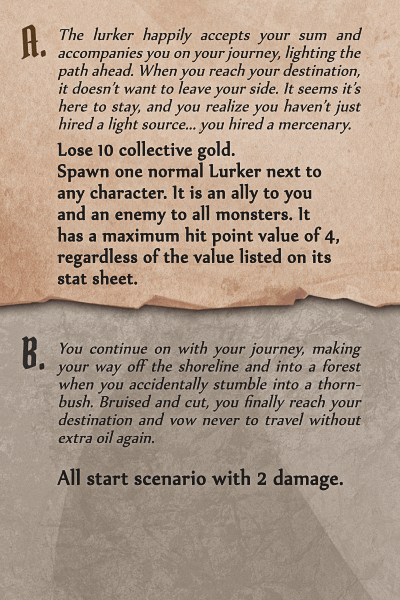 A.
The lurker happily accepts your sum and
accompanies you on your journey, lighting the
path ahead. When you reach your destination,
it doesn't want to leave your side. It seems it's
here to stay, and you realize you haven't just
hired a light source... you hired a mercenary.
Lose 10 collective gold.
Spawn one normal Lurker next to
any character. It is an ally to you
and an enemy to all monsters. It
has a maximum hit point value of 4,
regardless of the value listed on its
stat sheet.
B.
You continue on with your journey, making
your way off the shoreline and into a forest
when you accidentally stumble into a thorn-
bush. Bruised and cut, you finally reach your
destination and vow never to travel without
extra oil again.
All start scenario with 2 damage.